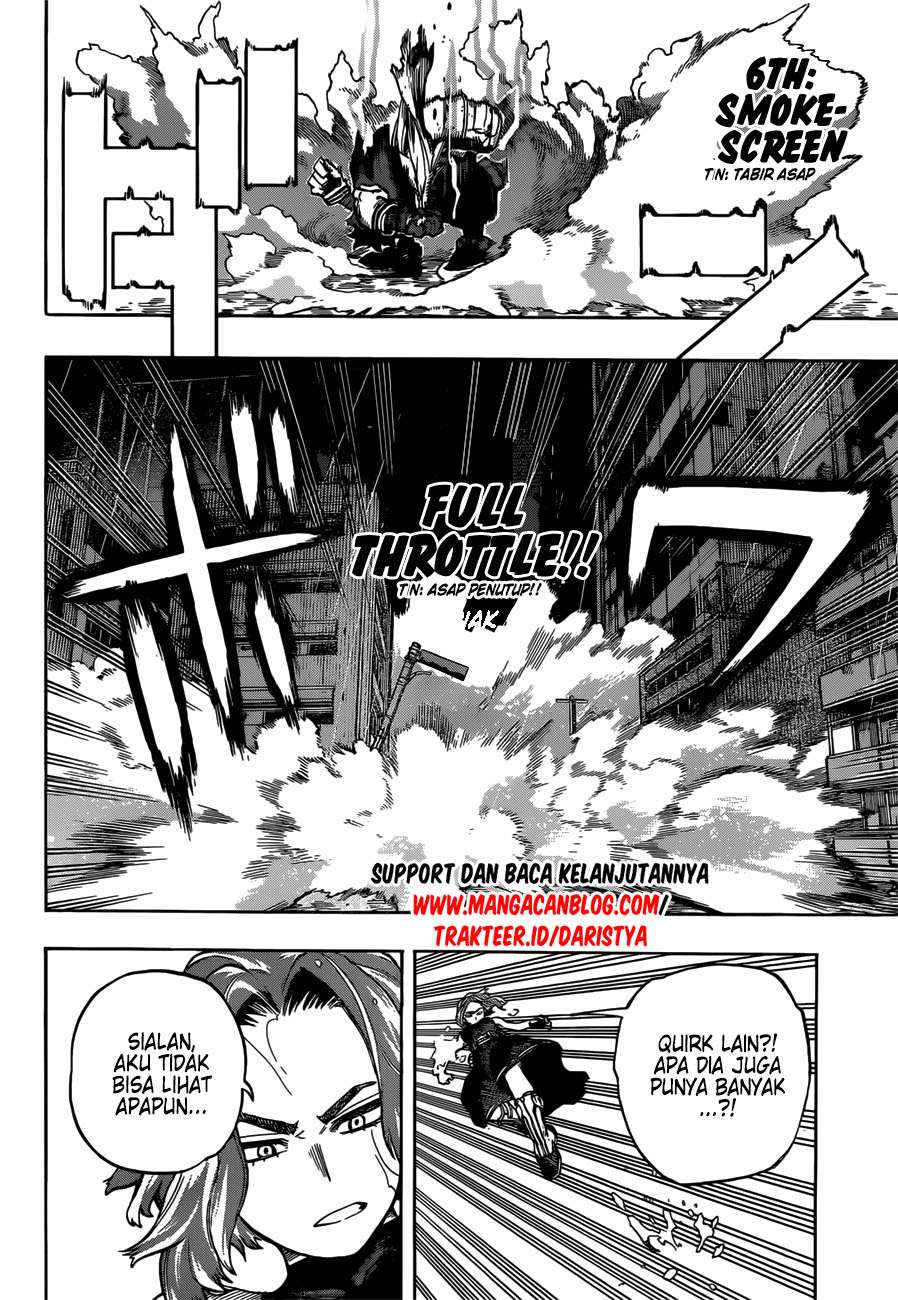 6TH:
SMOKE-
SCREEN
T/N: TABIR ASAP
FULL
THROTTLE!!
T/N: ASAP PENUTUP!!
SUPPORT DAN BACA KELANJUTANNYA
WWW.MANGACANBLOG.COM/
TRAKTEER.ID/DARISTYA
QUIRK LAIN?!
APA DIA JUGA
PUNYA BANYAK
...?!
SIALAN,
AKU TIDAK
BISA LIHAT
APAPUN...